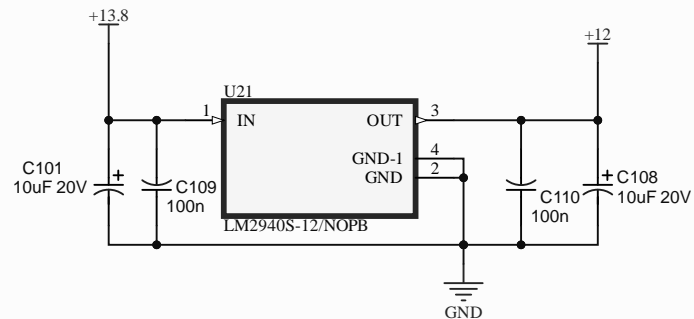 +13.8
+12
U21
1
IN
OUT
3
GND-1
4
GND
2
C101
10uF 20V
+
C109
100n
C110
100n
+
C108
10uF 20V
LM2940S-12/NOPB
GND